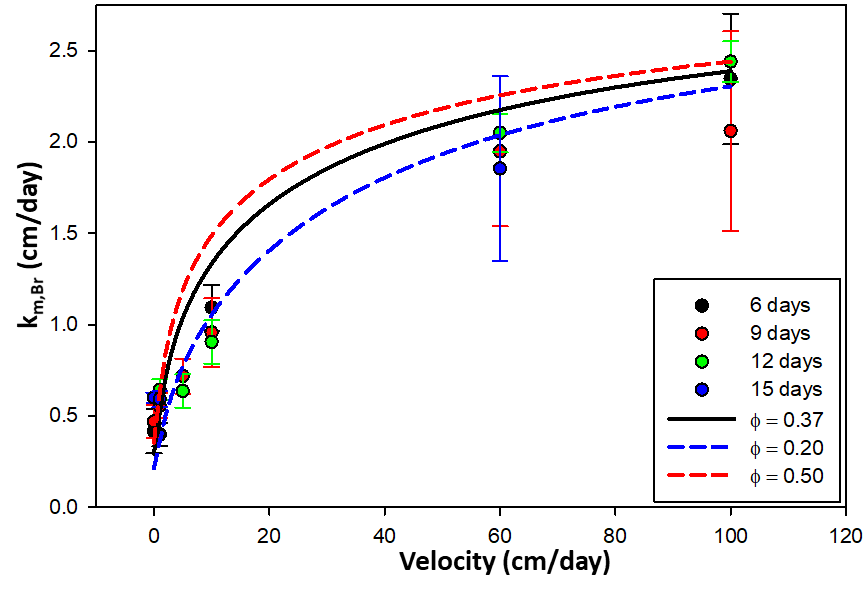 k_m,Br (cm/day)
2.5
2.0
1.5
1.0
0.5
0.0
6 days
9 days
12 days
15 days
ϕ = 0.37
ϕ = 0.20
ϕ = 0.50
0 20 40 60 80 100 120
Velocity (cm/day)